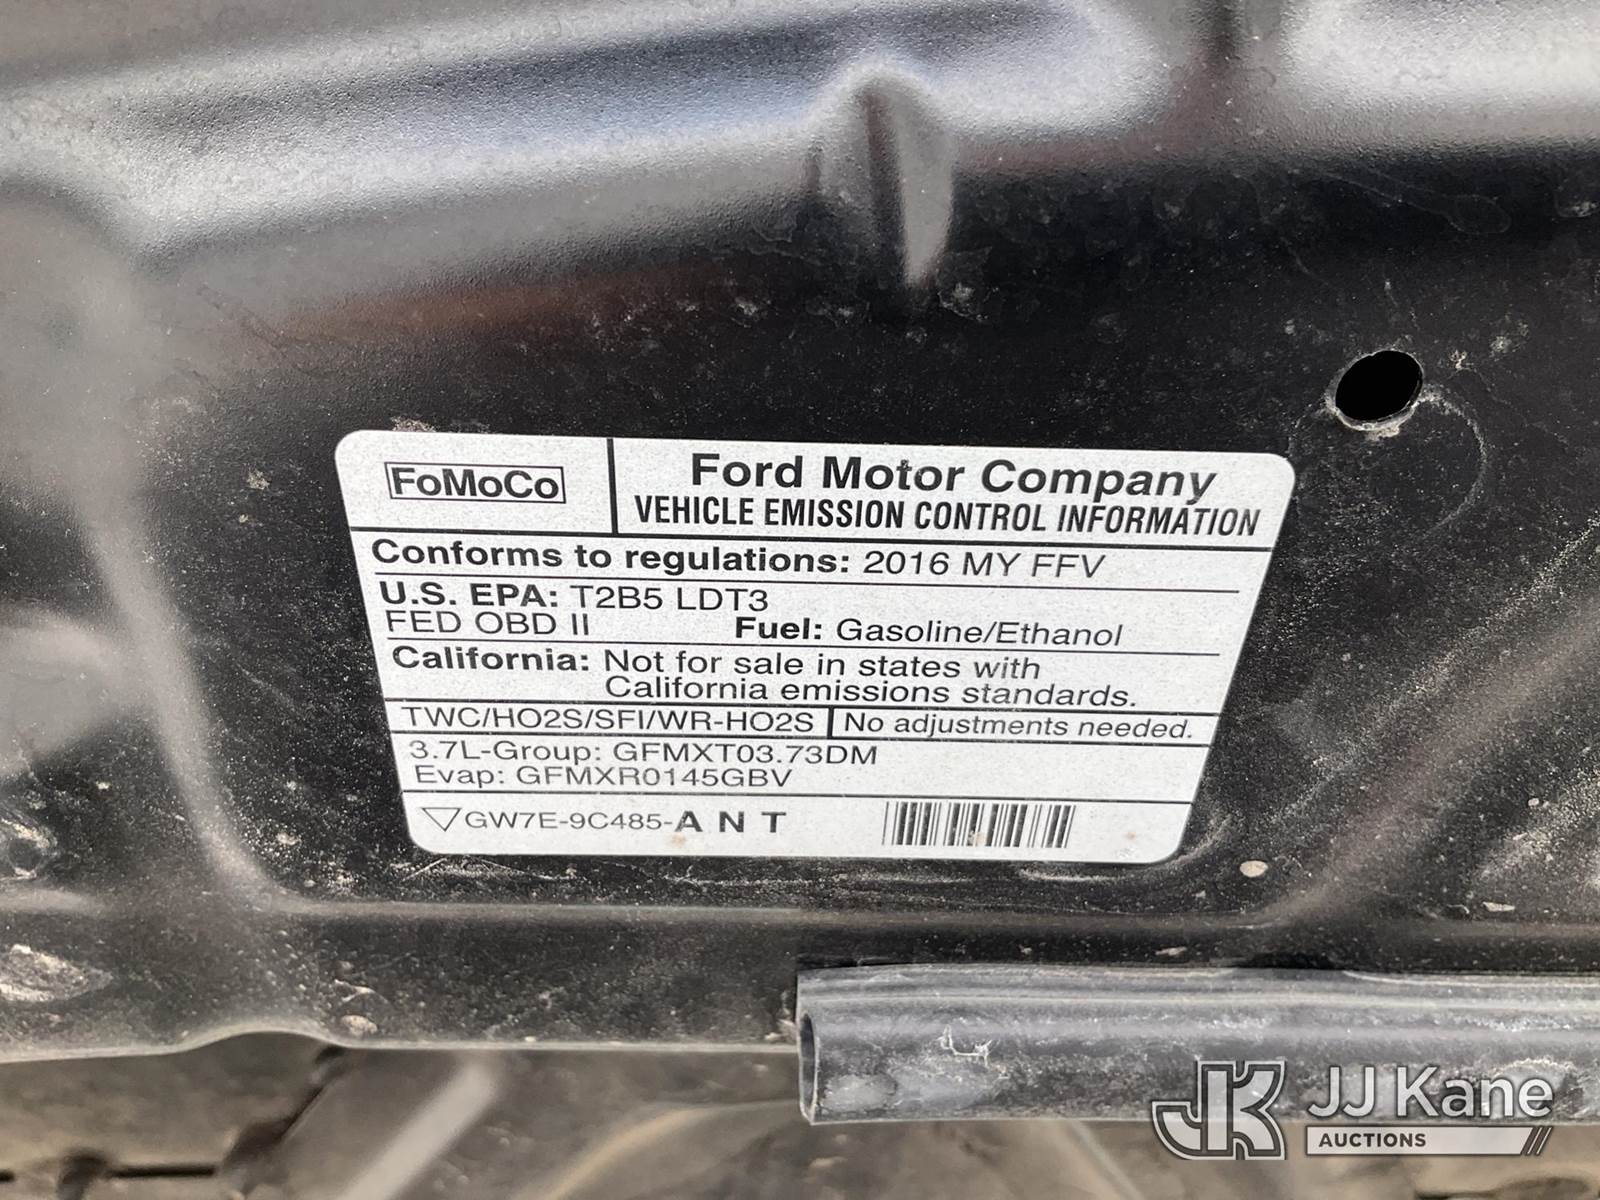 FoMoCo
Ford Motor Company
VEHICLE EMISSION CONTROL INFORMATION
Conforms to regulations: 2016 MY FFV
U.S. EPA: T2B5 LDT3
FED OBD II Fuel: Gasoline/Ethanol
California: Not for sale in states with
California emissions standards.
TWC/HO2S/SFI/WR-HO2S No adjustments needed.
3.7L-Group: GFMXT03.73DM
Evap: GFMXR0145GBV
GW7E-9C485-A N T
JK JJ Kane
AUCTIONS